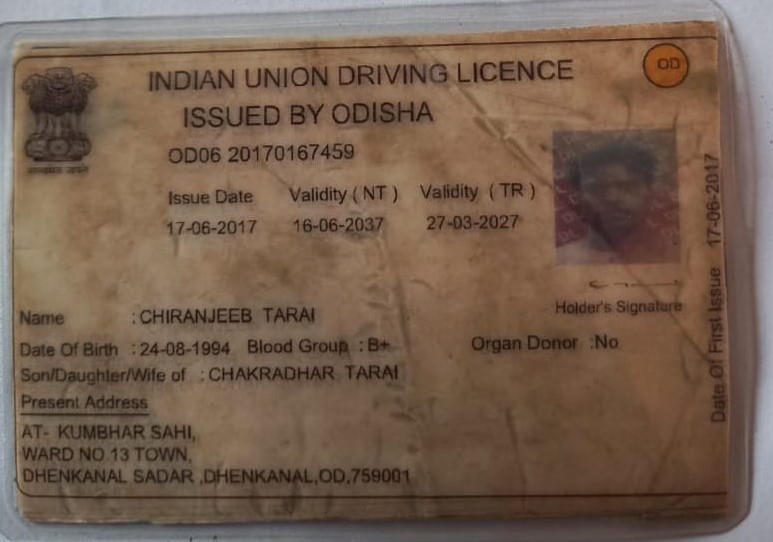 INDIAN UNION DRIVING LICENCE
OD
ISSUED BY ODISHA
OD06 20170167459
Issue Date Validity ( NT ) Validity ( TR )
17-06-2017 16-06-2037 27-03-2027
Holder's Signature
Name : CHIRANJEEB TARAI
Date Of Birth : 24-08-1994 Blood Group : B+ Organ Donor :No
Son/Daughter/Wife of : CHAKRADHAR TARAI
Present Address
AT- KUMBHAR SAHI,
WARD NO 13 TOWN,
DHENKANAL SADAR ,DHENKANAL,OD,759001
Date Of First Issue 17-06-2017